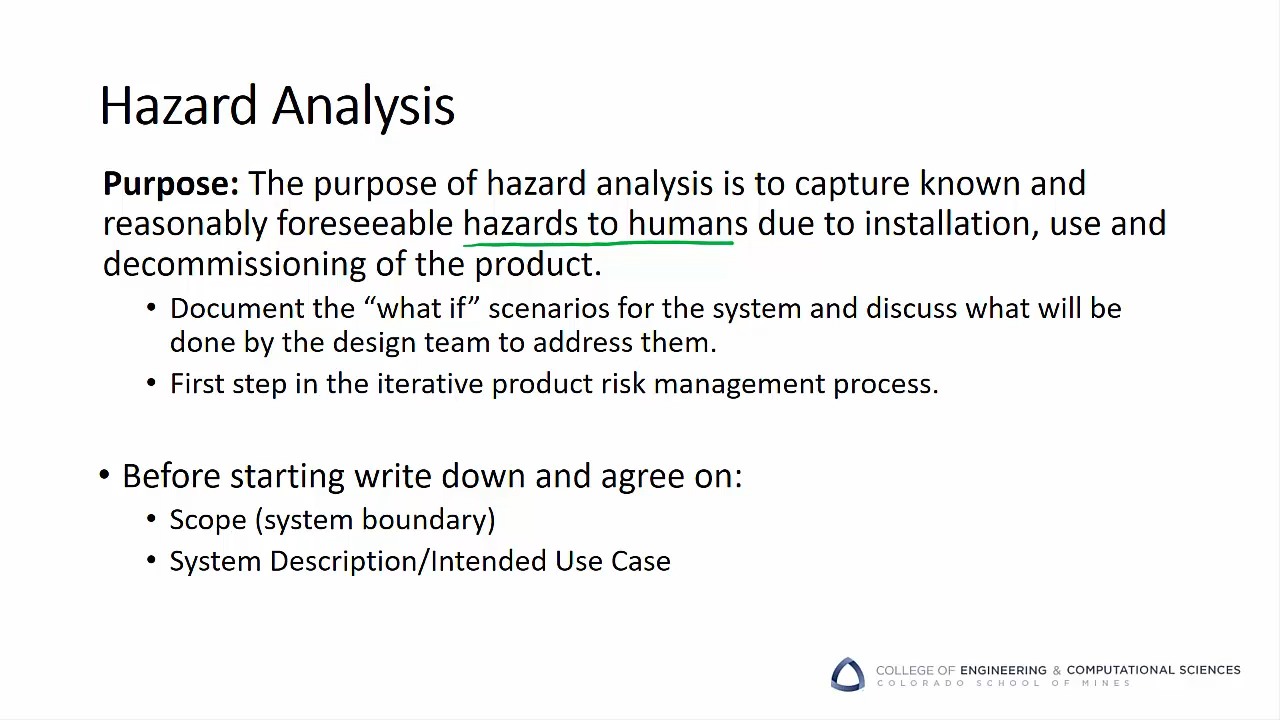 Hazard Analysis
Purpose: The purpose of hazard analysis is to capture known and
reasonably foreseeable hazards to humans due to installation, use and
decommissioning of the product.
• Document the “what if” scenarios for the system and discuss what will be
done by the design team to address them.
• First step in the iterative product risk management process.
• Before starting write down and agree on:
• Scope (system boundary)
• System Description/Intended Use Case
COLLEGE OF ENGINEERING & COMPUTATIONAL SCIENCES
COLORADO SCHOOL OF MINES